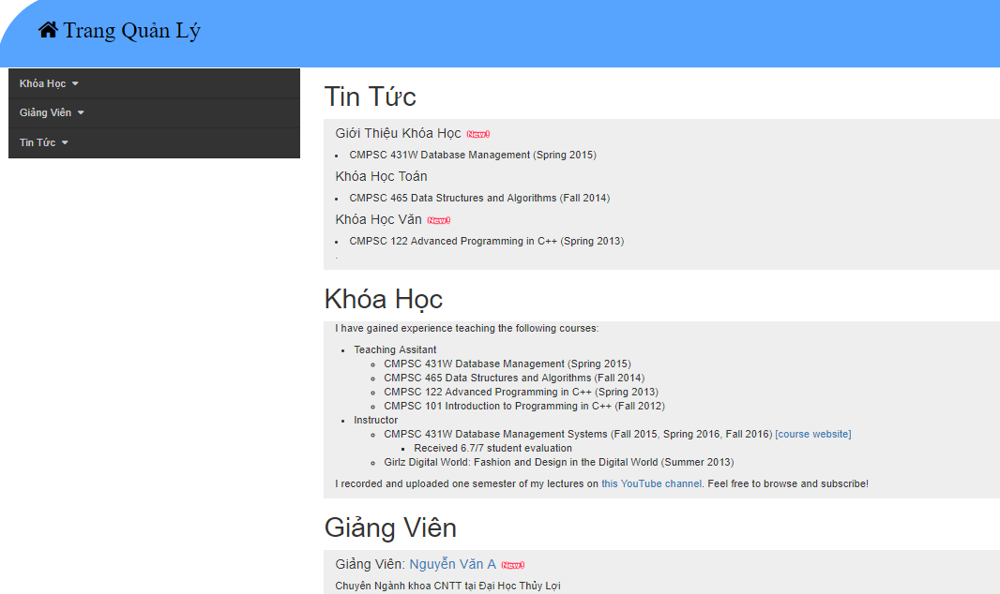 Trang Quản Lý
Khóa Học
Giảng Viên
Tin Tức
Tin Tức
Giới Thiệu Khóa Học New!
CMPSC 431W Database Management (Spring 2015)
Khóa Học Toán
CMPSC 465 Data Structures and Algorithms (Fall 2014)
Khóa Học Văn New!
CMPSC 122 Advanced Programming in C++ (Spring 2013)
.
Khóa Học
I have gained experience teaching the following courses:
Teaching Assitant
CMPSC 431W Database Management (Spring 2015)
CMPSC 465 Data Structures and Algorithms (Fall 2014)
CMPSC 122 Advanced Programming in C++ (Spring 2013)
CMPSC 101 Introduction to Programming in C++ (Fall 2012)
Instructor
CMPSC 431W Database Management Systems (Fall 2015, Spring 2016, Fall 2016) [course website]
Received 6.7/7 student evaluation
Girlz Digital World: Fashion and Design in the Digital World (Summer 2013)
I recorded and uploaded one semester of my lectures on this YouTube channel. Feel free to browse and subscribe!
Giảng Viên
Giảng Viên: Nguyễn Văn A New!
Chuyên Ngành khoa CNTT tại Đại Học Thủy Lợi